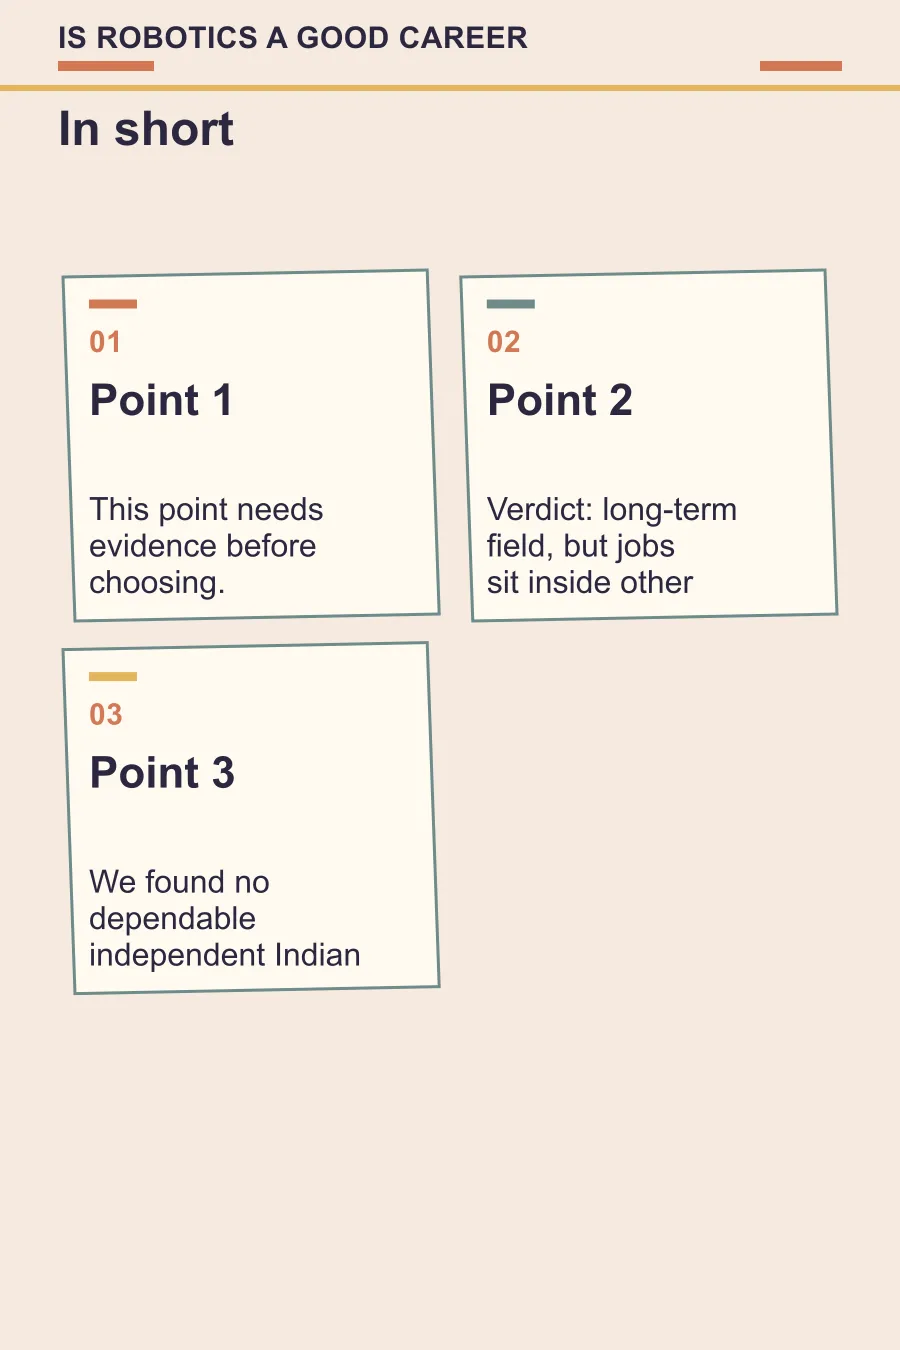 IS ROBOTICS A GOOD CAREER
In short
01
Point 1
This point needs
evidence before
choosing.
02
Point 2
Verdict: long-term
field, but jobs
sit inside other
03
Point 3
We found no
dependable
independent Indian